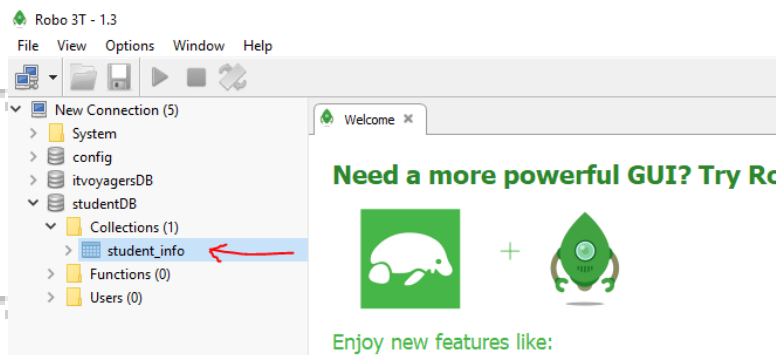 Robo 3T - 1.3
File View Options Window Help
New Connection (5)
System
config
itvoyagersDB
studentDB
Collections (1)
student_info
Functions (0)
Users (0)
Welcome
Need a more powerful GUI? Try Ro
Enjoy new features like: